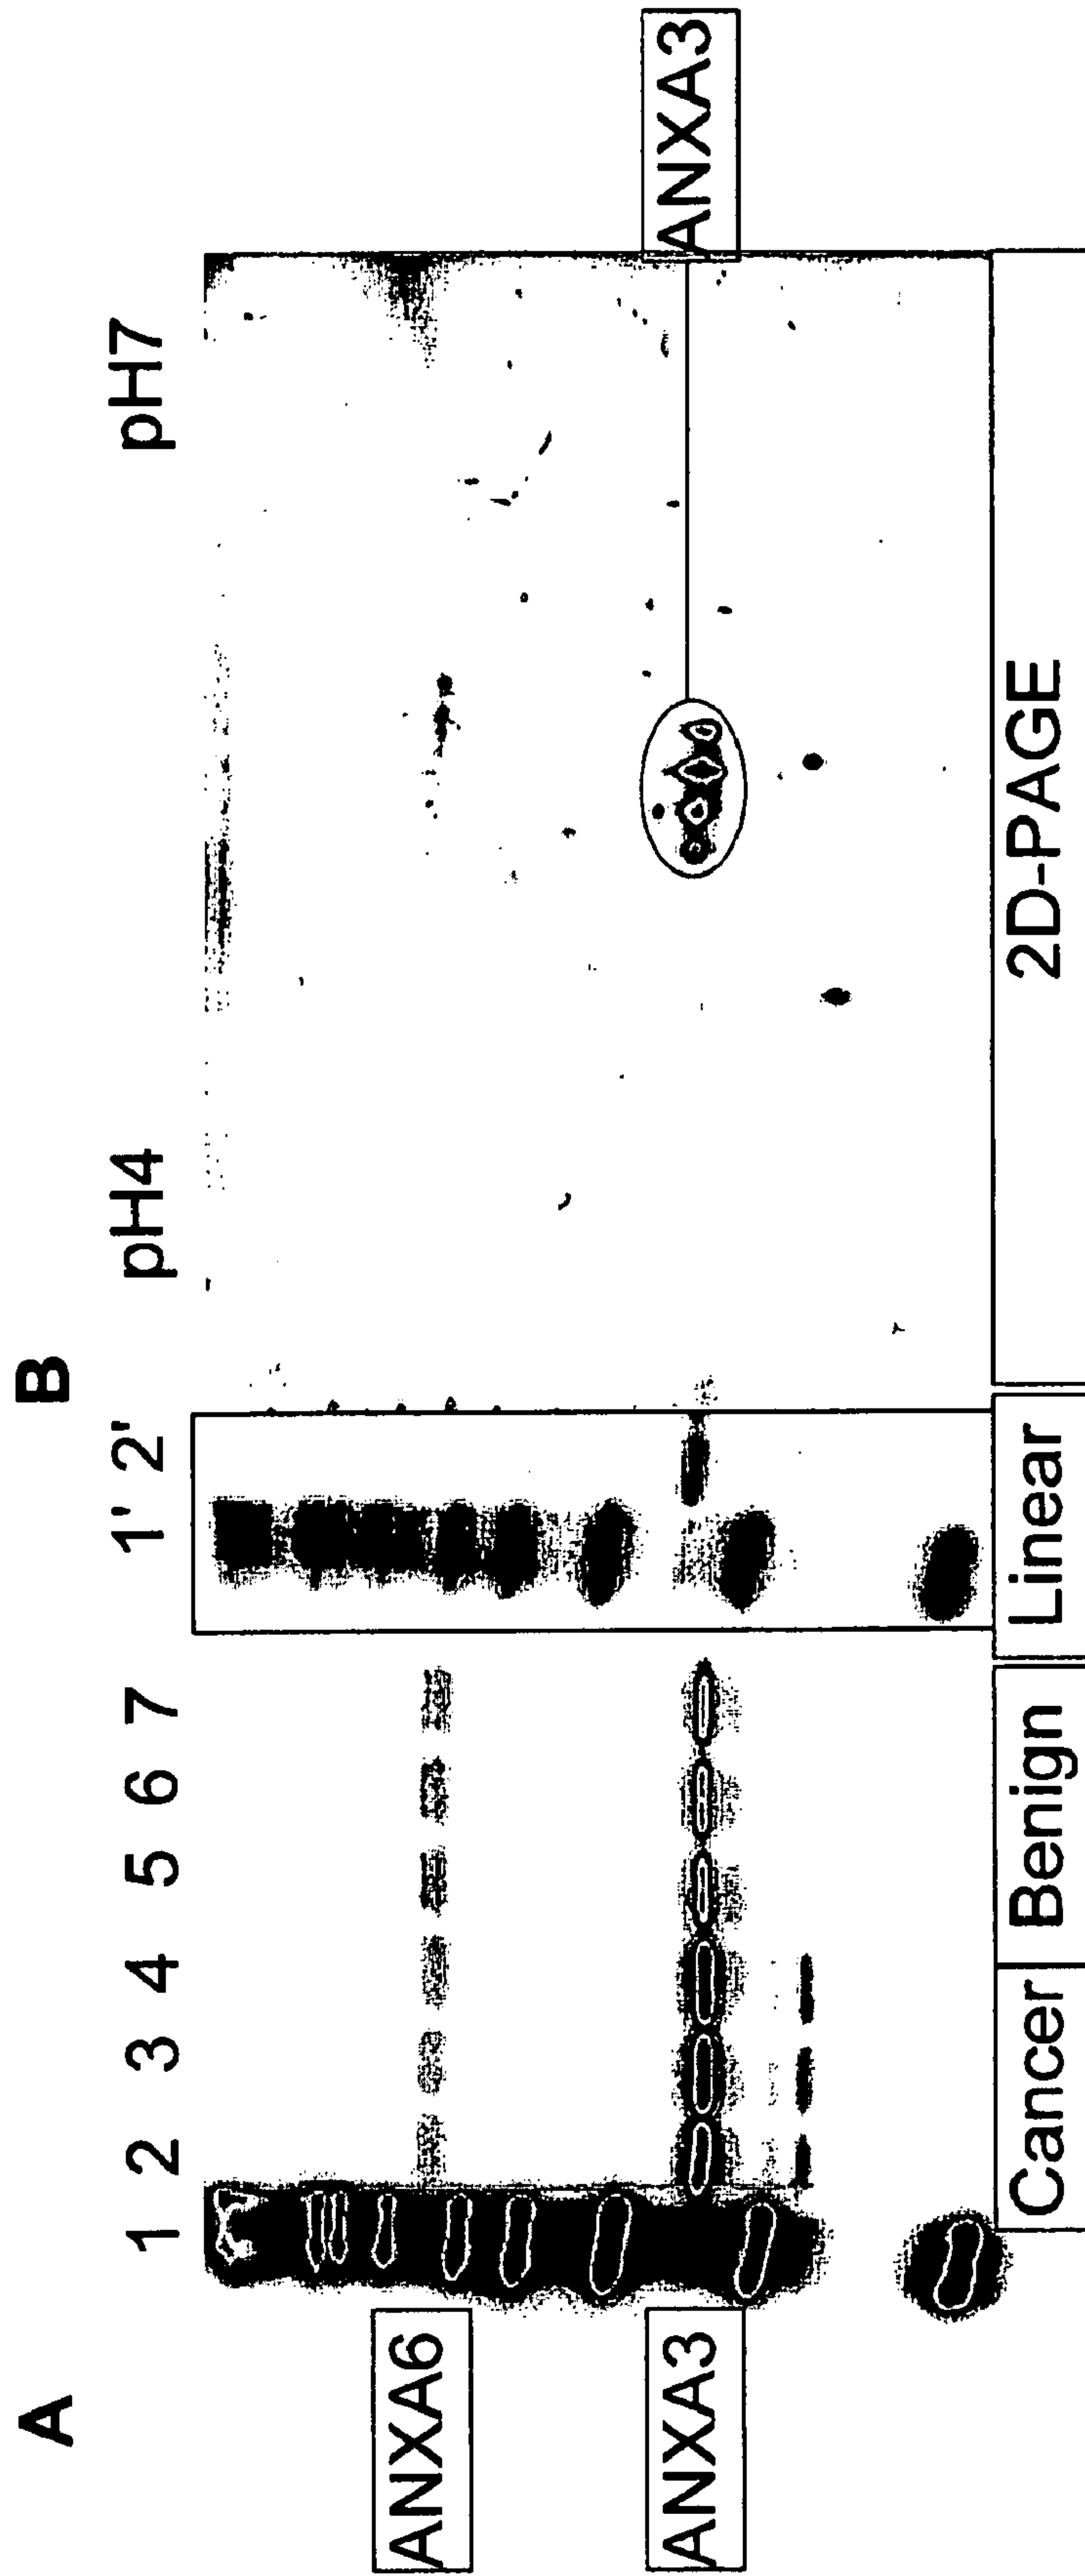 A
B
1 2 3 4 5 6 7
1' 2'
pH4
pH7
ANXA6
ANXA3
ANXA3
Cancer
Benign
Linear
2D-PAGE